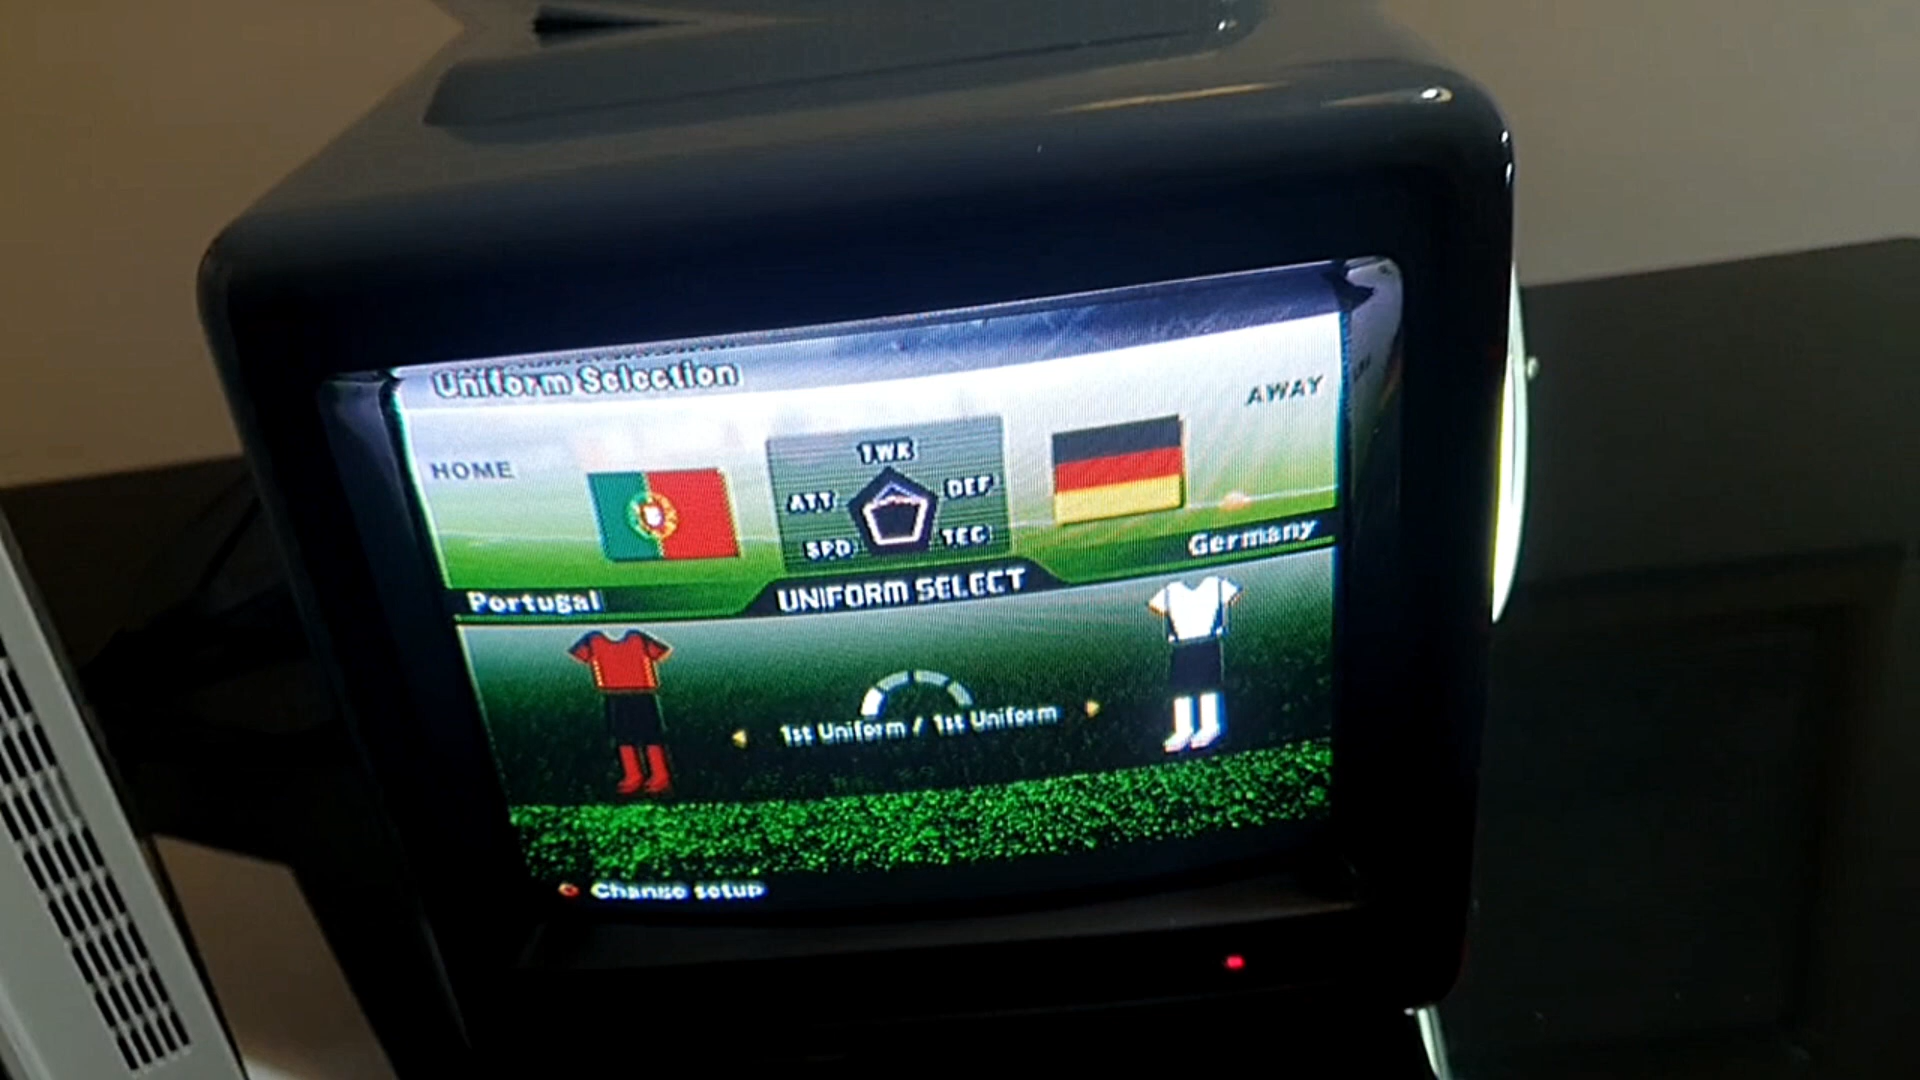 Uniform Selection
HOME
AWAY
TWK
ATT
DEF
SPD
TEC
Portugal
UNIFORM SELECT
Germany
1st Uniform / 1st Uniform
Change setup